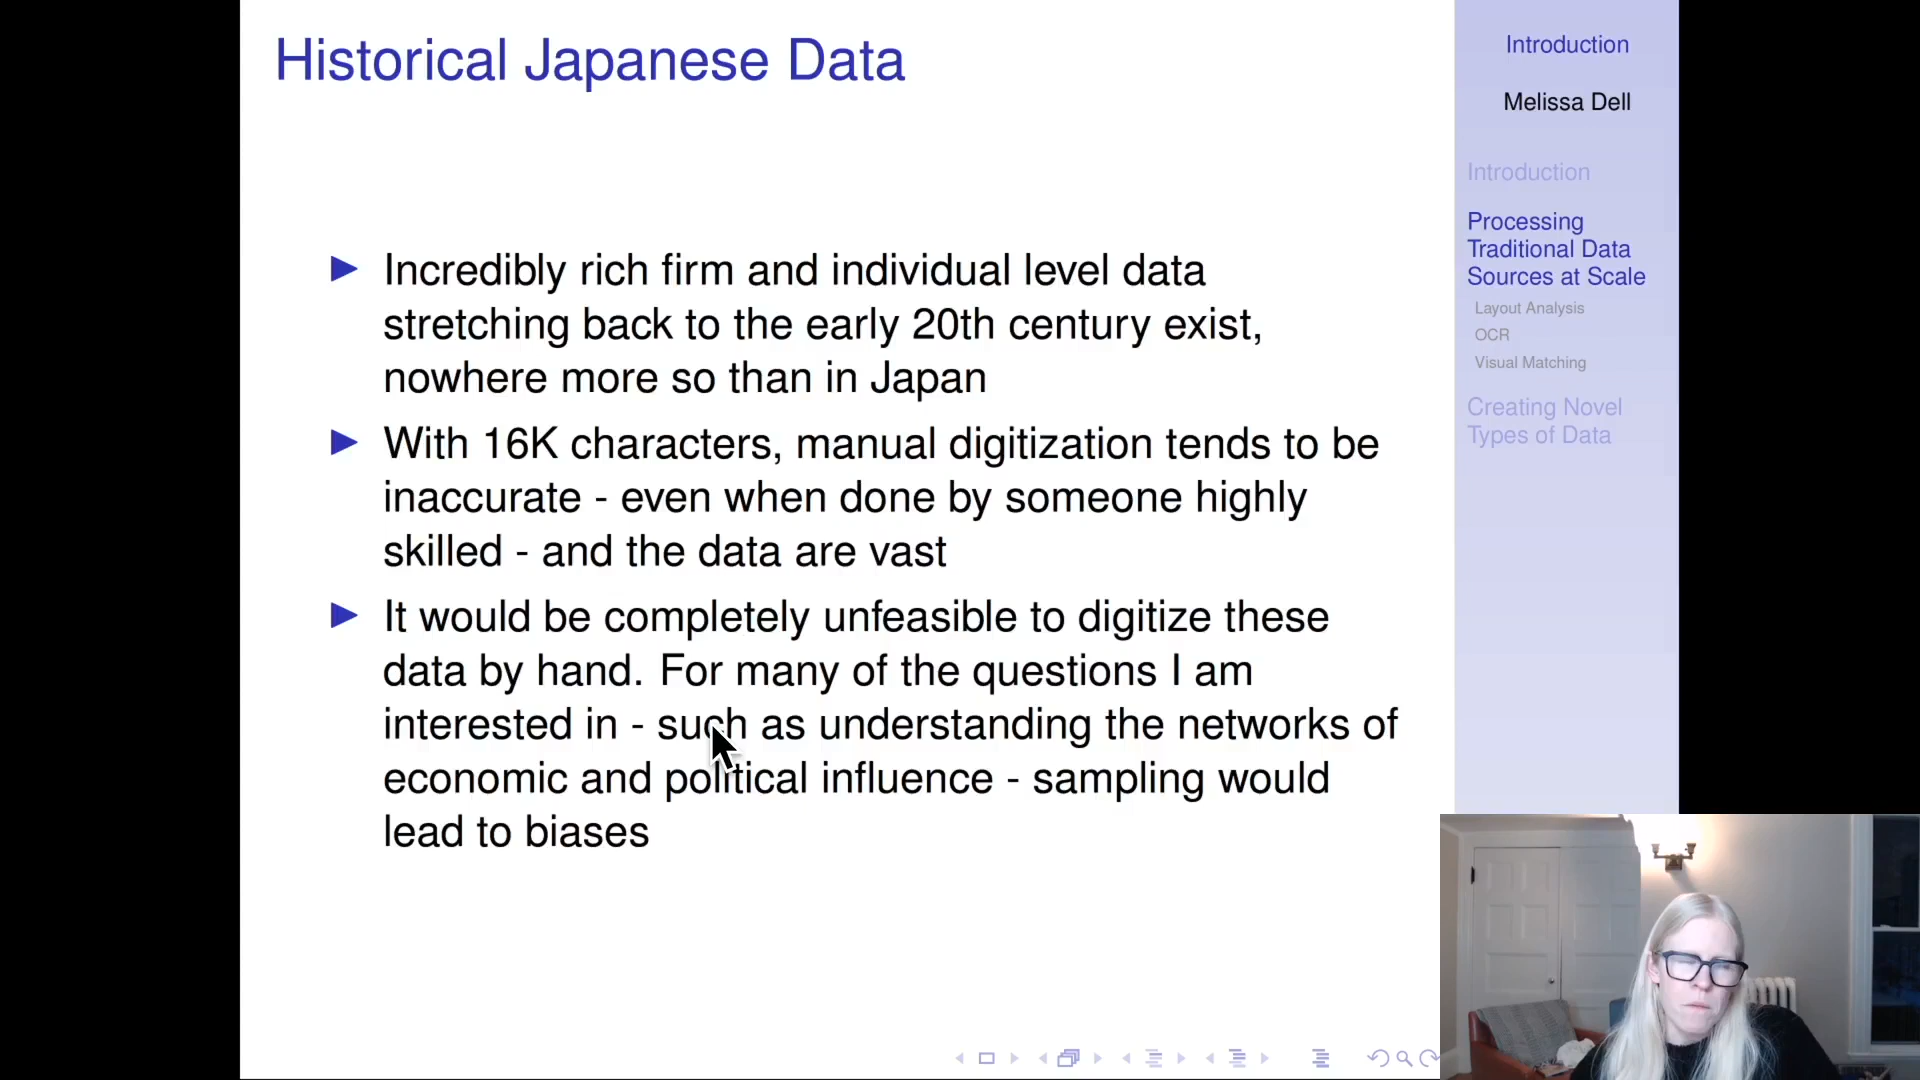 Historical Japanese Data
Incredibly rich firm and individual level data
stretching back to the early 20th century exist,
nowhere more so than in Japan
With 16K characters, manual digitization tends to be
inaccurate - even when done by someone highly
skilled - and the data are vast
It would be completely unfeasible to digitize these
data by hand. For many of the questions I am
interested in - such as understanding the networks of
economic and political influence - sampling would
lead to biases
Introduction
Melissa Dell
Introduction
Processing
Traditional Data
Sources at Scale
Layout Analysis
OCR
Visual Matching
Creating Novel
Types of Data